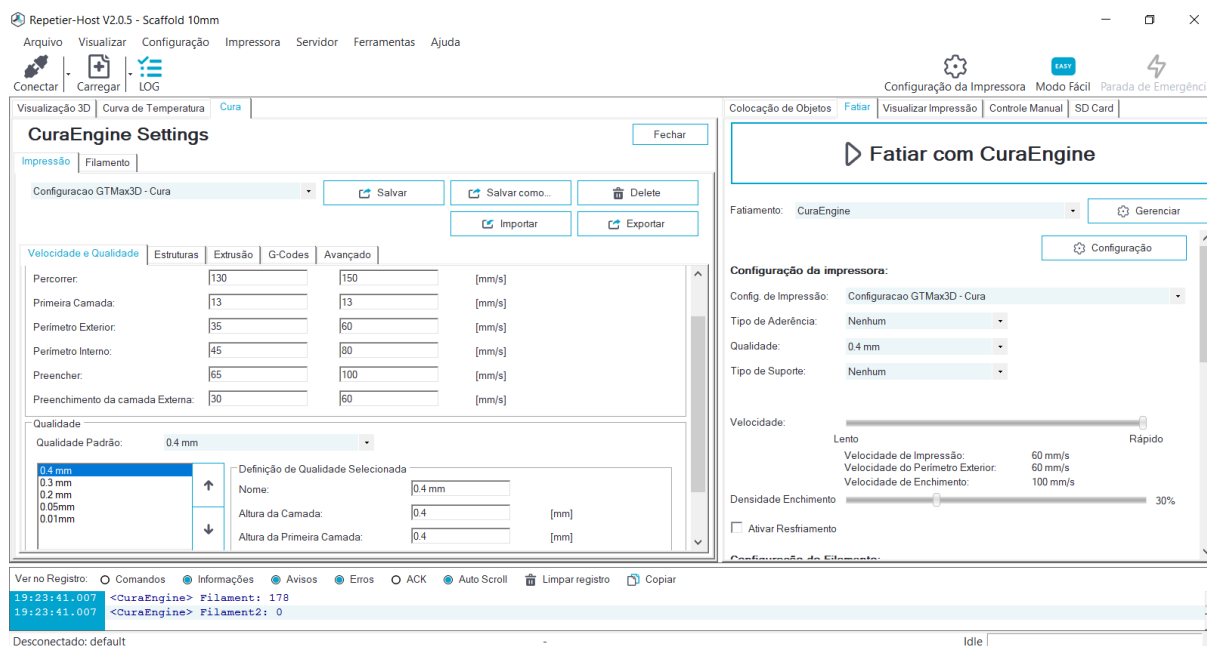 Repetier-Host V2.0.5 - Scaffold 10mm
Arquivo Visualizar Configuração Impressora Servidor Ferramentas Ajuda
Conectar Carregar LOG
Configuração da Impressora EASY Modo Fácil Parada de Emergênci
Visualização 3D Curva de Temperatura Cura
CuraEngine Settings
Fechar
Impressão Filamento
Configuracao GTMax3D - Cura
Salvar Salvar como... Delete
Importar Exportar
Velocidade e Qualidade Estruturas Extrusão G-Codes Avançado
Percorrer: 130 150 [mm/s]
Primeira Camada: 13 13 [mm/s]
Perímetro Exterior: 35 60 [mm/s]
Perímetro Interno: 45 80 [mm/s]
Preencher: 65 100 [mm/s]
Preenchimento da camada Externa: 30 60 [mm/s]
Qualidade
Qualidade Padrão: 0.4 mm
0.4 mm
0.3 mm
0.2 mm
0.05mm
0.01mm
Definição de Qualidade Selecionada
Nome: 0.4 mm
Altura da Camada: 0.4 [mm]
Altura da Primeira Camada: 0.4 [mm]
Colocação de Objetos Fatiar Visualizar Impressão Controle Manual SD Card
Fatiar com CuraEngine
Fatiamento: CuraEngine Gerenciar
Configuração
Configuração da impressora:
Config. de Impressão: Configuracao GTMax3D - Cura
Tipo de Aderência: Nenhum
Qualidade: 0.4 mm
Tipo de Suporte: Nenhum
Velocidade:
Lento Rápido
Velocidade de Impressão: 60 mm/s
Velocidade do Perímetro Exterior: 60 mm/s
Velocidade de Enchimento: 100 mm/s
Densidade Enchimento 30%
Ativar Resfriamento
Configuração do Filamento:
Ver no Registro: Comandos Informações Avisos Erros ACK Auto Scroll Limpar registro Copiar
19:23:41.007 <CuraEngine> Filament: 178
19:23:41.007 <CuraEngine> Filament2: 0
Desconectado: default - Idle